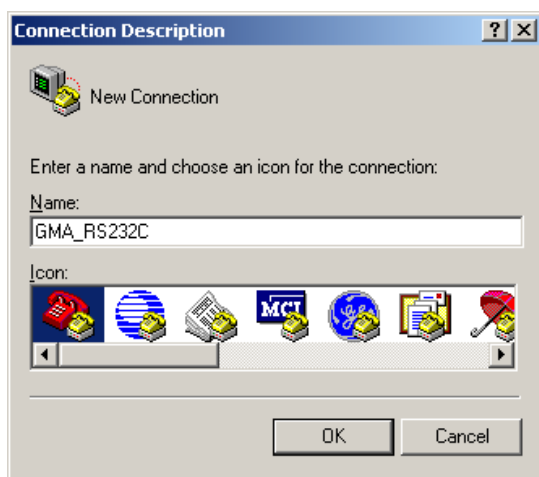 Connection Description
New Connection
Enter a name and choose an icon for the connection:
Name:
GMA_RS232C
Icon:
MCI
OK Cancel